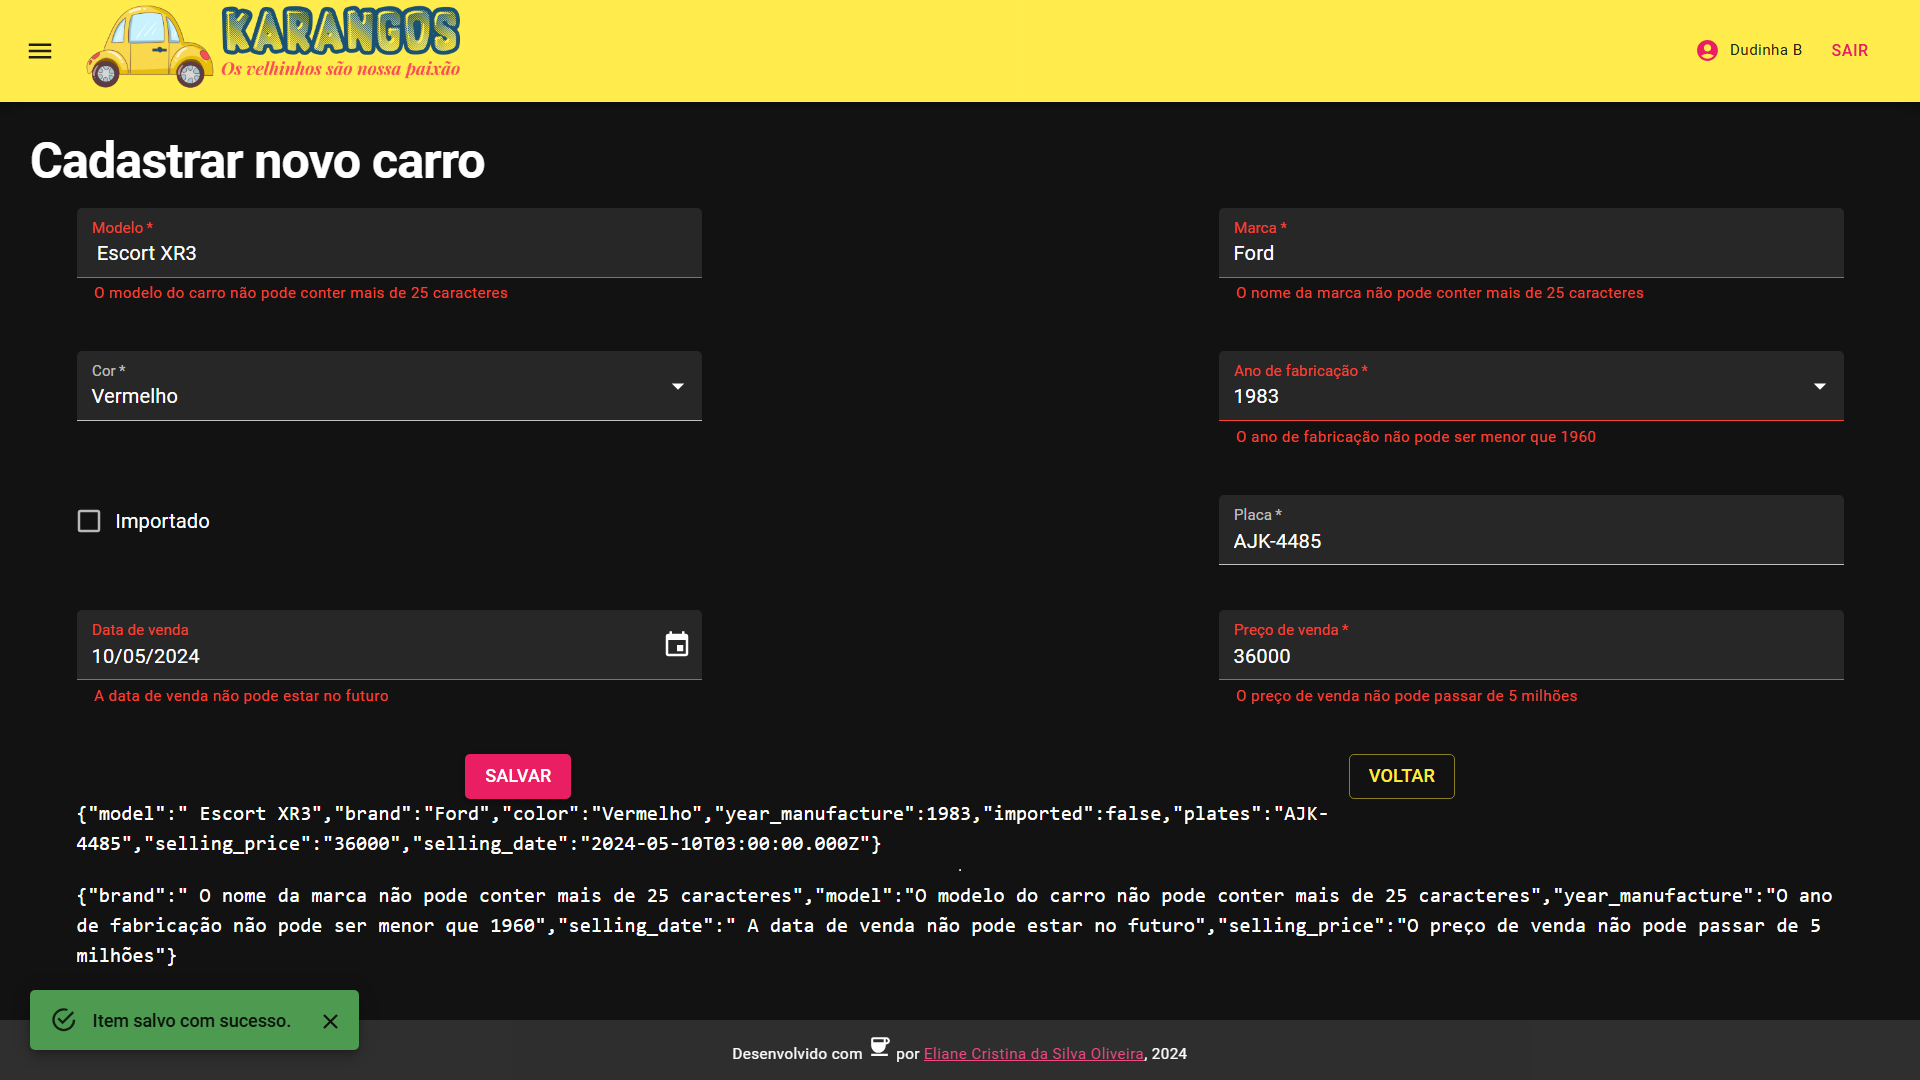 KARANGOS
Os velhinhos são nossa paixão
Dudinha B
SAIR
Cadastrar novo carro
Modelo *
Escort XR3
O modelo do carro não pode conter mais de 25 caracteres
Marca *
Ford
O nome da marca não pode conter mais de 25 caracteres
Cor *
Vermelho
Ano de fabricação *
1983
O ano de fabricação não pode ser menor que 1960
Importado
Placa *
AJK-4485
Data de venda
10/05/2024
A data de venda não pode estar no futuro
Preço de venda *
36000
O preço de venda não pode passar de 5 milhões
SALVAR
VOLTAR
{"model":" Escort XR3","brand":"Ford","color":"Vermelho","year_manufacture":1983,"imported":false,"plates":"AJK-
4485","selling_price":"36000","selling_date":"2024-05-10T03:00:00.000Z"}
{"brand":" O nome da marca não pode conter mais de 25 caracteres","model":"O modelo do carro não pode conter mais de 25 caracteres","year_manufacture":"O ano
de fabricação não pode ser menor que 1960","selling_date":" A data de venda não pode estar no futuro","selling_price":"O preço de venda não pode passar de 5
milhões"}
Item salvo com sucesso.
Desenvolvido com por Eliane Cristina da Silva Oliveira, 2024